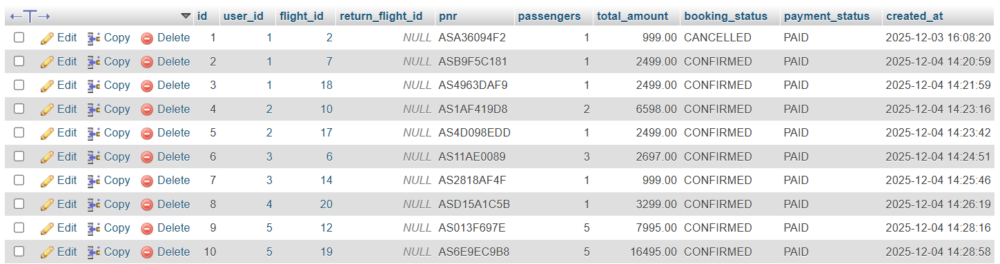 id user_id flight_id return_flight_id pnr passengers total_amount booking_status payment_status created_at
Edit Copy Delete 1 1 2 NULL ASA36094F2 1 999.00 CANCELLED PAID 2025-12-03 16:08:20
Edit Copy Delete 2 1 7 NULL ASB9F5C181 1 2499.00 CONFIRMED PAID 2025-12-04 14:20:59
Edit Copy Delete 3 1 18 NULL AS4963DAF9 1 2499.00 CONFIRMED PAID 2025-12-04 14:21:59
Edit Copy Delete 4 2 10 NULL AS1AF419D8 2 6598.00 CONFIRMED PAID 2025-12-04 14:23:16
Edit Copy Delete 5 2 17 NULL AS4D098EDD 1 2499.00 CONFIRMED PAID 2025-12-04 14:23:42
Edit Copy Delete 6 3 6 NULL AS11AE0089 3 2697.00 CONFIRMED PAID 2025-12-04 14:24:51
Edit Copy Delete 7 3 14 NULL AS2818AF4F 1 999.00 CONFIRMED PAID 2025-12-04 14:25:46
Edit Copy Delete 8 4 20 NULL ASD15A1C5B 1 3299.00 CONFIRMED PAID 2025-12-04 14:26:19
Edit Copy Delete 9 5 12 NULL AS013F697E 5 7995.00 CONFIRMED PAID 2025-12-04 14:28:16
Edit Copy Delete 10 5 19 NULL AS6E9EC9B8 5 16495.00 CONFIRMED PAID 2025-12-04 14:28:58